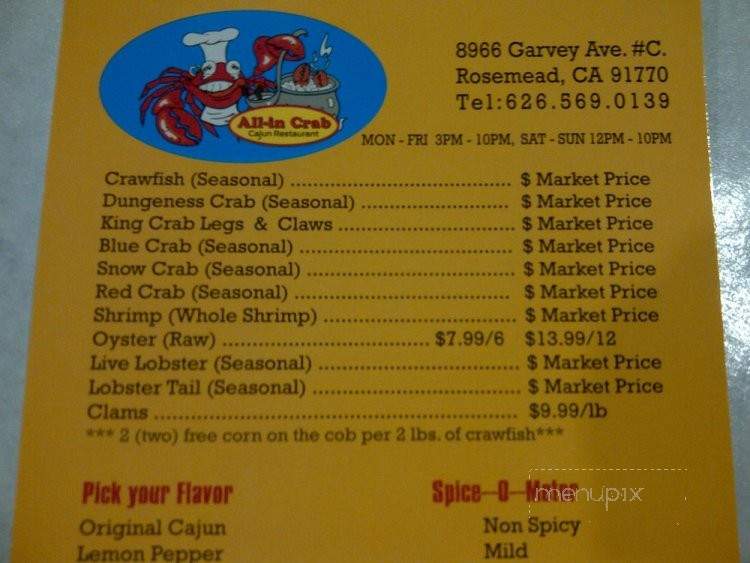 All-in Crab
Cajun Restaurant
8966 Garvey Ave. #C.
Rosemead, CA 91770
Tel:626.569.0139
MON - FRI 3PM - 10PM, SAT - SUN 12PM - 10PM
Crawfish (Seasonal) ................................... $ Market Price
Dungeness Crab (Seasonal) ........................ $ Market Price
King Crab Legs & Claws ............................ $ Market Price
Blue Crab (Seasonal) .................................. $ Market Price
Snow Crab (Seasonal) ................................. $ Market Price
Red Crab (Seasonal) ................................... $ Market Price
Shrimp (Whole Shrimp) .............................. $ Market Price
Oyster (Raw) ................................. $7.99/6 $13.99/12
Live Lobster (Seasonal) .............................. $ Market Price
Lobster Tail (Seasonal) ............................... $ Market Price
Clams .......................................................... $9.99/lb
*** 2 (two) free corn on the cob per 2 lbs. of crawfish***
Pick your Flavor
Spice-O-Meter
menupix
Original Cajun
Non Spicy
Lemon Pepper
Mild